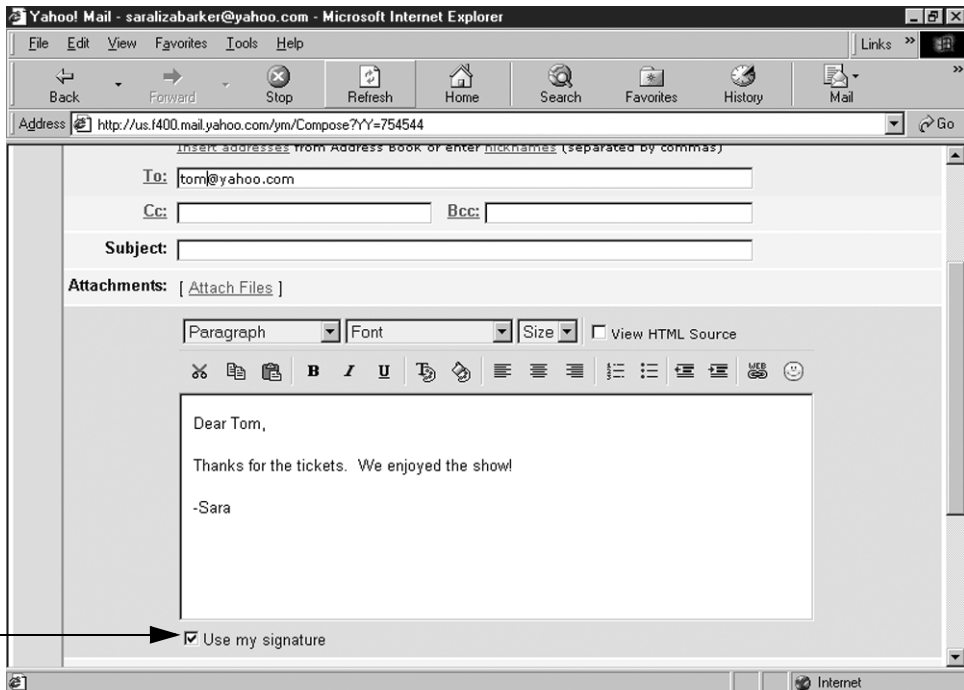 Yahoo! Mail - saralizabarker@yahoo.com - Microsoft Internet Explorer
File Edit View Favorites Tools Help Links »
Back Forward Stop Refresh Home Search Favorites History Mail »
Address http://us.f400.mail.yahoo.com/ym/Compose?YY=754544 Go
Insert addresses from Address Book or enter nicknames (separated by commas)
To: tom@yahoo.com
Cc: Bcc:
Subject:
Attachments: [ Attach Files ]
Paragraph Font Size View HTML Source
B I U T WEB
Dear Tom,
Thanks for the tickets. We enjoyed the show!
-Sara
Use my signature
Internet